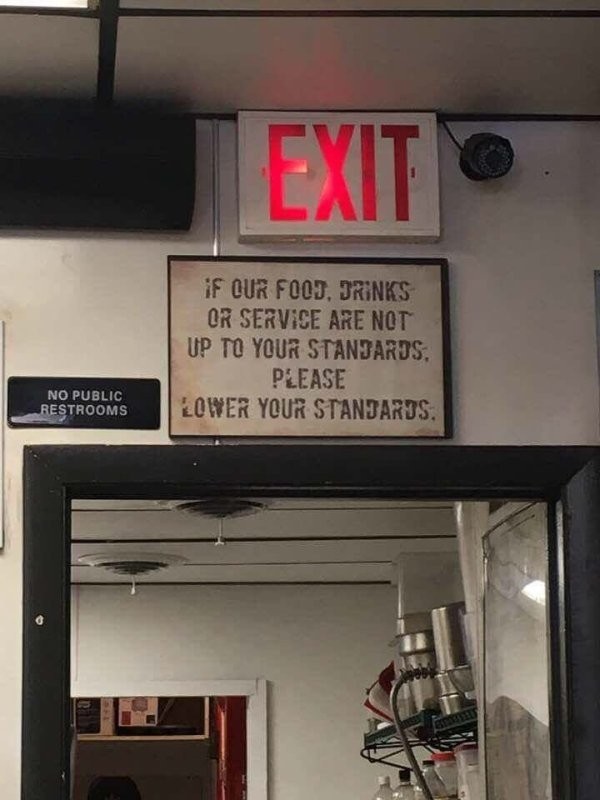 EXIT
IF OUR FOOD, DRINKS
OR SERVICE ARE NOT
UP TO YOUR STANDARDS,
PLEASE
LOWER YOUR STANDARDS.
NO PUBLIC
RESTROOMS